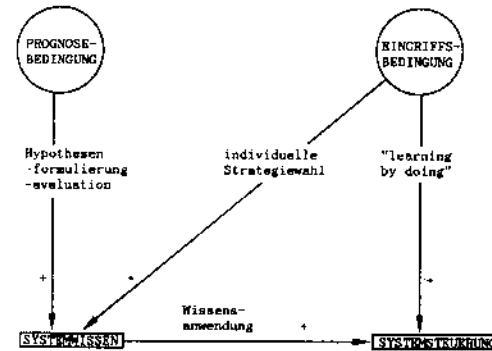 PROGNOSE-
BEDINGUNG
EINGRIFFS-
BEDINGUNG
Hypothesen
-formulierung
-evaluation
individuelle
Strategiewahl
"learning
by doing"
+
+
Wissens-
anwendung
+
SYSTEMWISSEN
SYSTEMSTEUERUNG